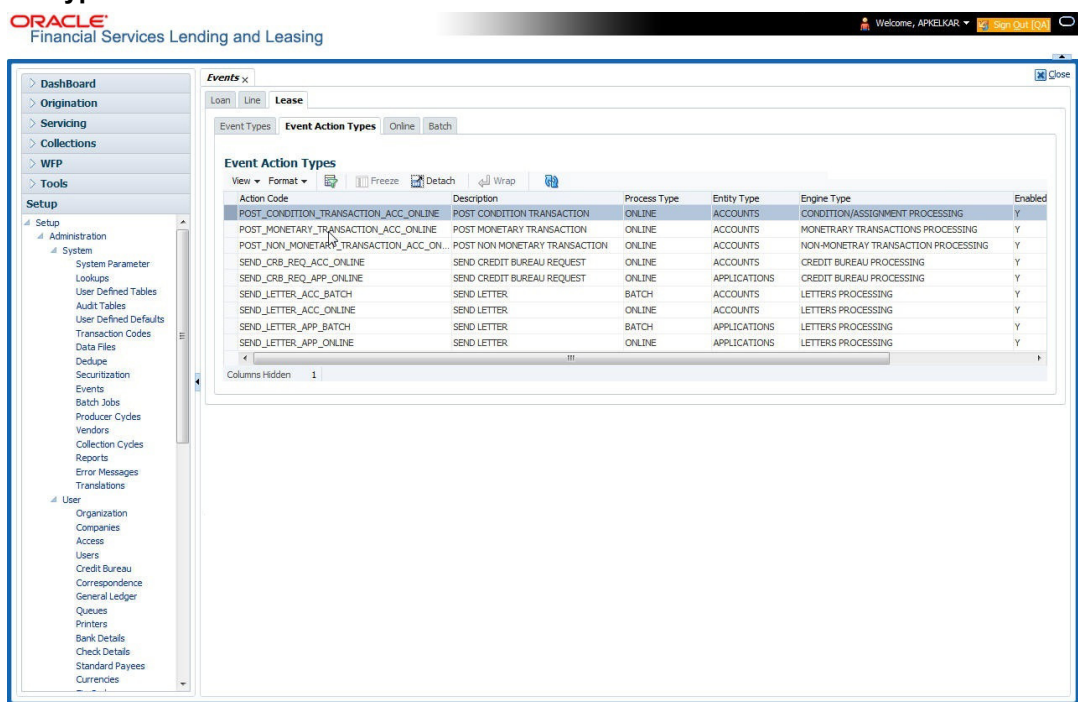 ORACLE
Financial Services Lending and Leasing
Welcome, APKELKAR
Sign Out [QA]
DashBoard
Origination
Servicing
Collections
WFP
Tools
Setup
Setup
Administration
System
System Parameter
Lookups
User Defined Tables
Audit Tables
User Defined Defaults
Transaction Codes
Data Files
Dedupe
Securitization
Events
Batch Jobs
Producer Cycles
Vendors
Collection Cycles
Reports
Error Messages
Translations
User
Organization
Companies
Access
Users
Credit Bureau
Correspondence
General Ledger
Queues
Printers
Bank Details
Check Details
Standard Payees
Currencies
Events x
Close
Loan Line Lease
Event Types Event Action Types Online Batch
Event Action Types
View Format Freeze Detach Wrap
Action Code Description Process Type Entity Type Engine Type Enabled
POST_CONDITION_TRANSACTION_ACC_ONLINE POST CONDITION TRANSACTION ONLINE ACCOUNTS CONDITION/ASSIGNMENT PROCESSING Y
POST_MONETARY_TRANSACTION_ACC_ONLINE POST MONETARY TRANSACTION ONLINE ACCOUNTS MONETRARY TRANSACTIONS PROCESSING Y
POST_NON_MONETARY_TRANSACTION_ACC_ON... POST NON MONETARY TRANSACTION ONLINE ACCOUNTS NON-MONETRAY TRANSACTION PROCESSING Y
SEND_CRB_REQ_ACC_ONLINE SEND CREDIT BUREAU REQUEST ONLINE ACCOUNTS CREDIT BUREAU PROCESSING Y
SEND_CRB_REQ_APP_ONLINE SEND CREDIT BUREAU REQUEST ONLINE APPLICATIONS CREDIT BUREAU PROCESSING Y
SEND_LETTER_ACC_BATCH SEND LETTER BATCH ACCOUNTS LETTERS PROCESSING Y
SEND_LETTER_ACC_ONLINE SEND LETTER ONLINE ACCOUNTS LETTERS PROCESSING Y
SEND_LETTER_APP_BATCH SEND LETTER BATCH APPLICATIONS LETTERS PROCESSING Y
SEND_LETTER_APP_ONLINE SEND LETTER ONLINE APPLICATIONS LETTERS PROCESSING Y
Columns Hidden 1